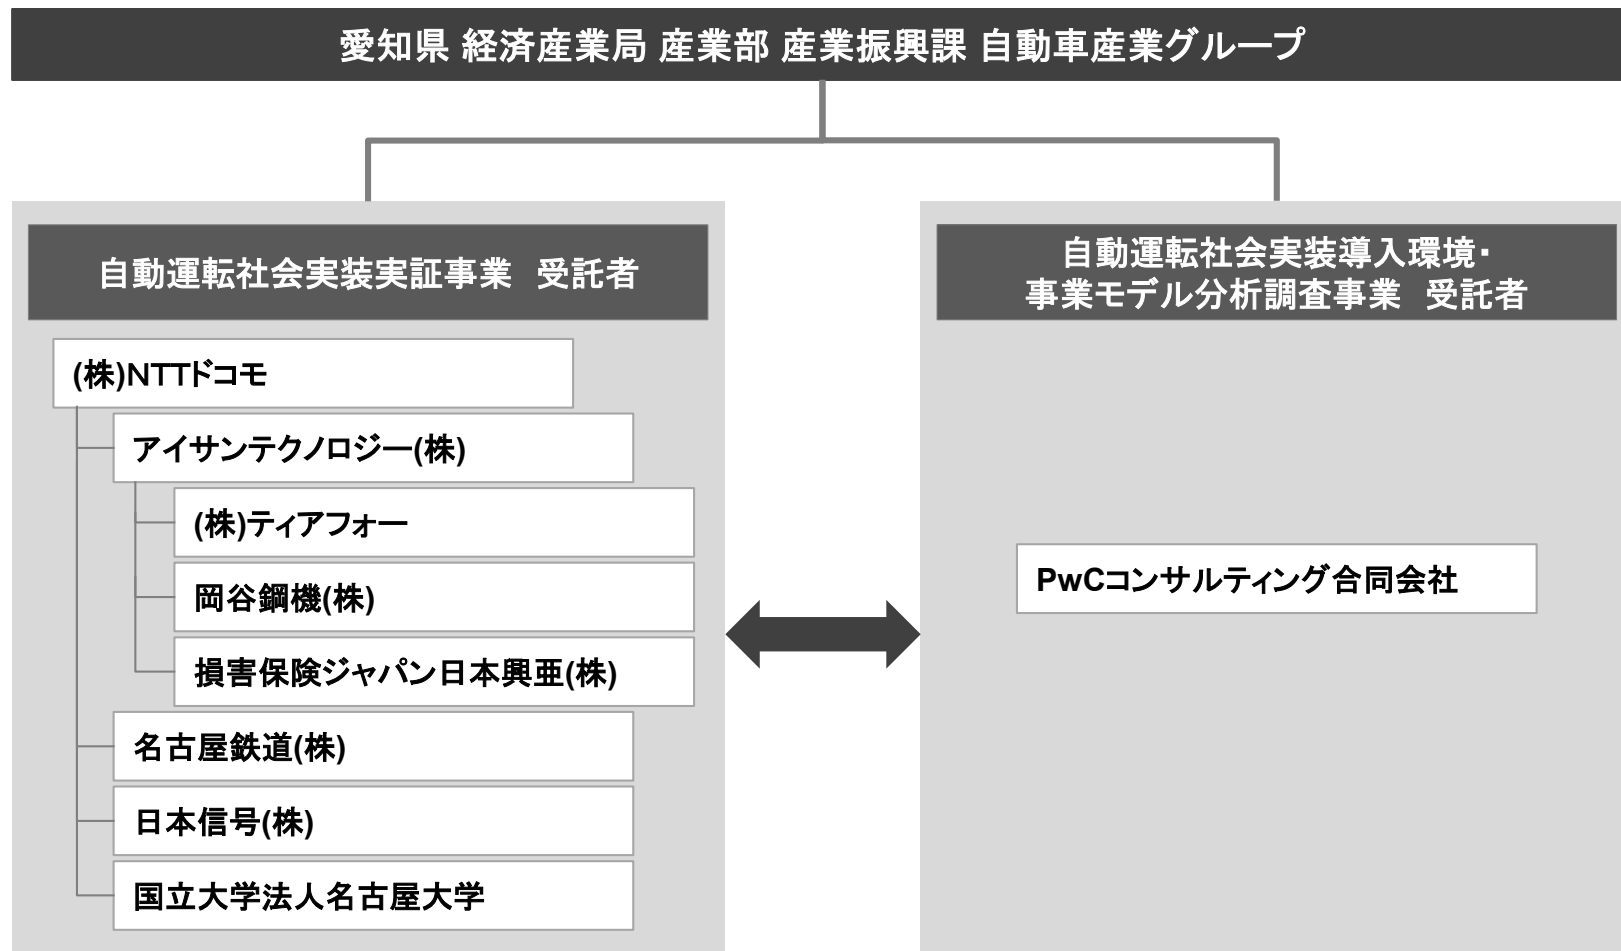 愛知県 経済産業局 産業部 産業振興課 自動車産業グループ
自動運転社会実装実証事業　受託者
(株)NTTドコモ
アイサンテクノロジー(株)
(株)ティアフォー
岡谷鋼機(株)
損害保険ジャパン日本興亜(株)
名古屋鉄道(株)
日本信号(株)
国立大学法人名古屋大学
自動運転社会実装導入環境・
事業モデル分析調査事業　受託者
PwCコンサルティング合同会社